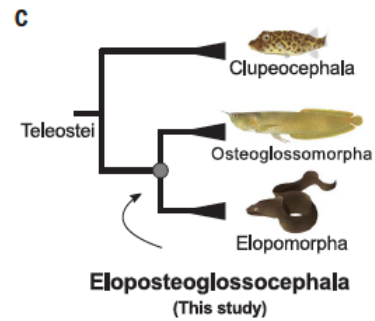 C
Clupeocephala
Teleostei
Osteoglossomorpha
Elopomorpha
Eloposteoglossocephala
(This study)